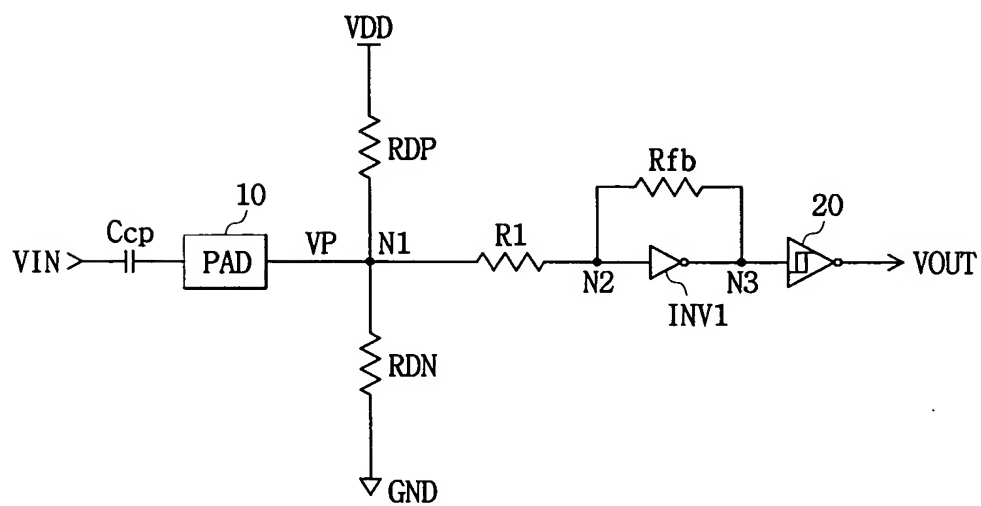 VDD
RDP
Rfb
10
20
Ccp
VP
N1
R1
VIN
PAD
N2
N3
VOUT
INV1
RDN
GND